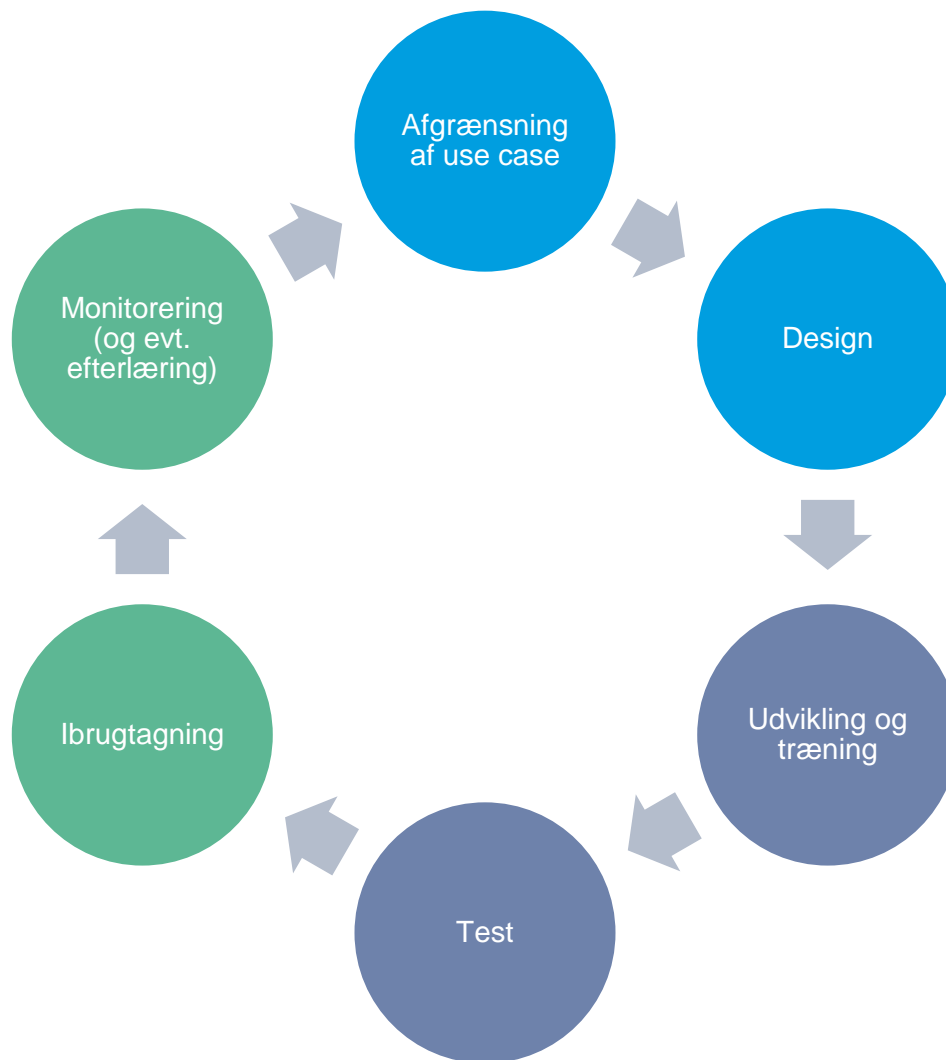 Afgrænsning
af use case
Design
Udvikling og
træning
Test
Ibrugtagning
Monitorering
(og evt.
efterlæring)